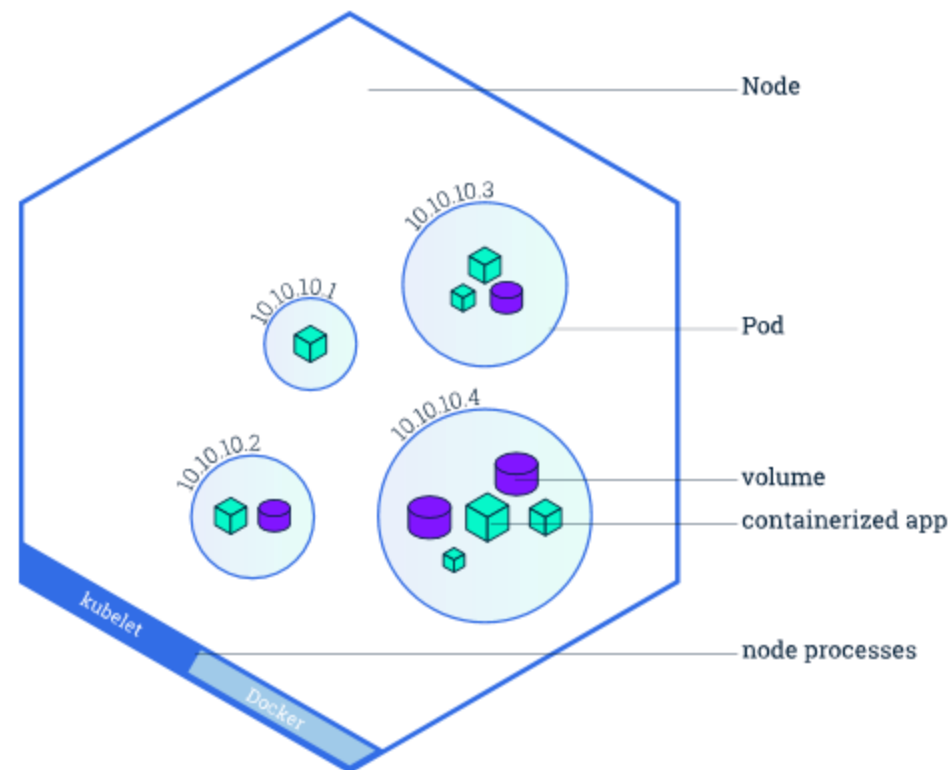 Node
10.10.10.3
10.10.10.1
Pod
10.10.10.4
10.10.10.2
volume
containerized app
kubelet
node processes
Docker